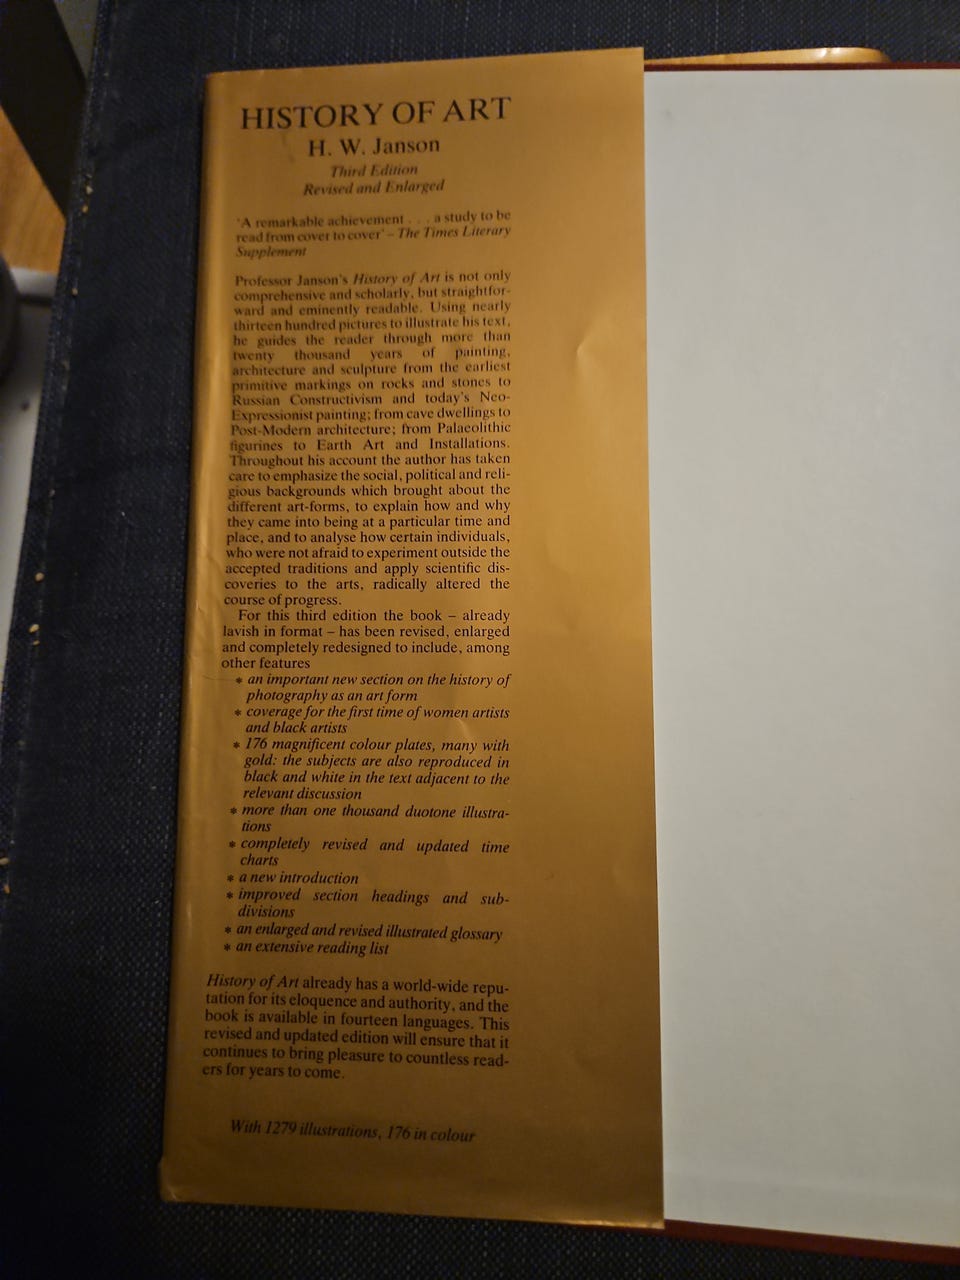 HISTORY OF ART
H. W. Janson
Third Edition
Revised and Enlarged
'A remarkable achievement . . . a study to be
read from cover to cover' – The Times Literary
Supplement
Professor Janson's History of Art is not only
comprehensive and scholarly, but straightfor-
ward and eminently readable. Using nearly
thirteen hundred pictures to illustrate his text,
he guides the reader through more than
twenty thousand years of painting,
architecture and sculpture from the earliest
primitive markings on rocks and stones to
Russian Constructivism and today's Neo-
Expressionist painting; from cave dwellings to
Post-Modern architecture; from Palaeolithic
figurines to Earth Art and Installations.
Throughout his account the author has taken
care to emphasize the social, political and reli-
gious backgrounds which brought about the
different art-forms, to explain how and why
they came into being at a particular time and
place, and to analyse how certain individuals,
who were not afraid to experiment outside the
accepted traditions and apply scientific dis-
coveries to the arts, radically altered the
course of progress.
For this third edition the book – already
lavish in format – has been revised, enlarged
and completely redesigned to include, among
other features
* an important new section on the history of
photography as an art form
* coverage for the first time of women artists
and black artists
* 176 magnificent colour plates, many with
gold: the subjects are also reproduced in
black and white in the text adjacent to the
relevant discussion
* more than one thousand duotone illustra-
tions
* completely revised and updated time
charts
* a new introduction
* improved section headings and sub-
divisions
* an enlarged and revised illustrated glossary
* an extensive reading list
History of Art already has a world-wide repu-
tation for its eloquence and authority, and the
book is available in fourteen languages. This
revised and updated edition will ensure that it
continues to bring pleasure to countless read-
ers for years to come.
With 1279 illustrations, 176 in colour